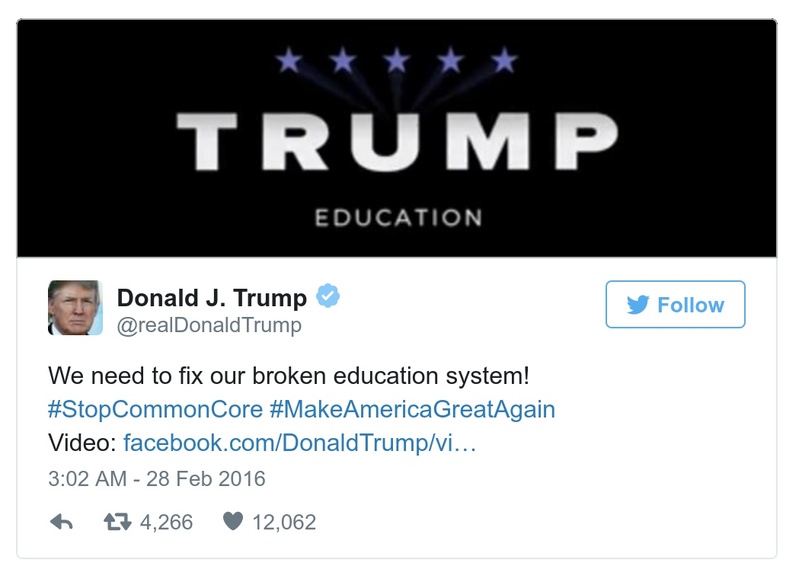 TRUMP
EDUCATION
Donald J. Trump
@realDonaldTrump
Follow
We need to fix our broken education system!
#StopCommonCore #MakeAmericaGreatAgain
Video: facebook.com/DonaldTrump/vi…
3:02 AM - 28 Feb 2016
4,266 12,062